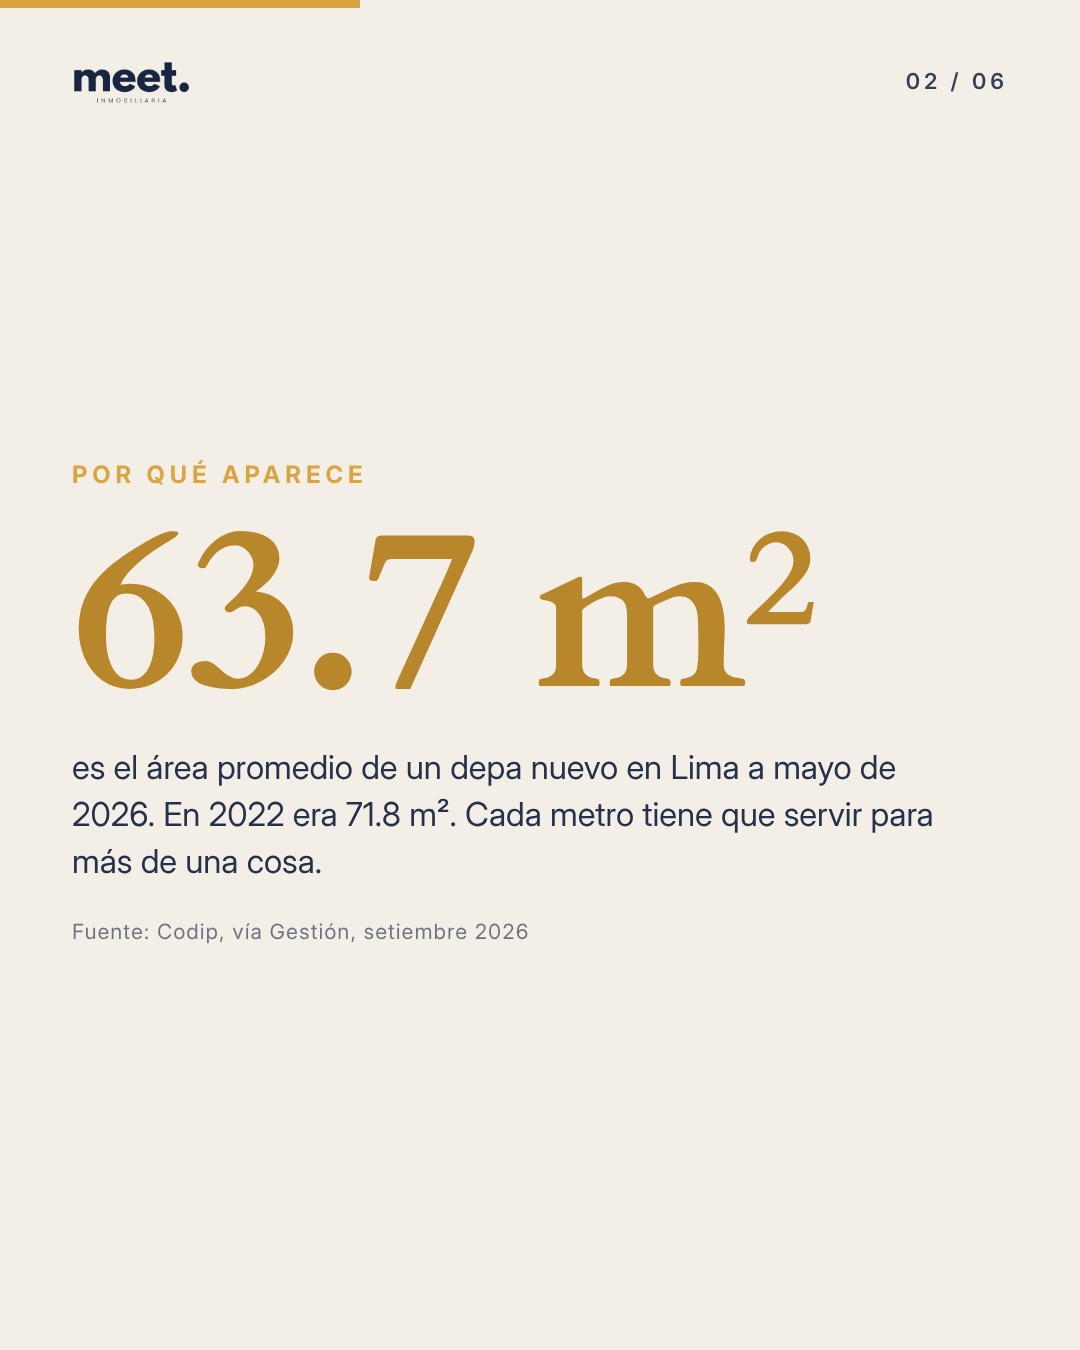 meet.
INMOBILIARIA
02 / 06
POR QUÉ APARECE
63.7 m²
es el área promedio de un depa nuevo en Lima a mayo de
2026. En 2022 era 71.8 m². Cada metro tiene que servir para
más de una cosa.
Fuente: Codip, vía Gestión, setiembre 2026